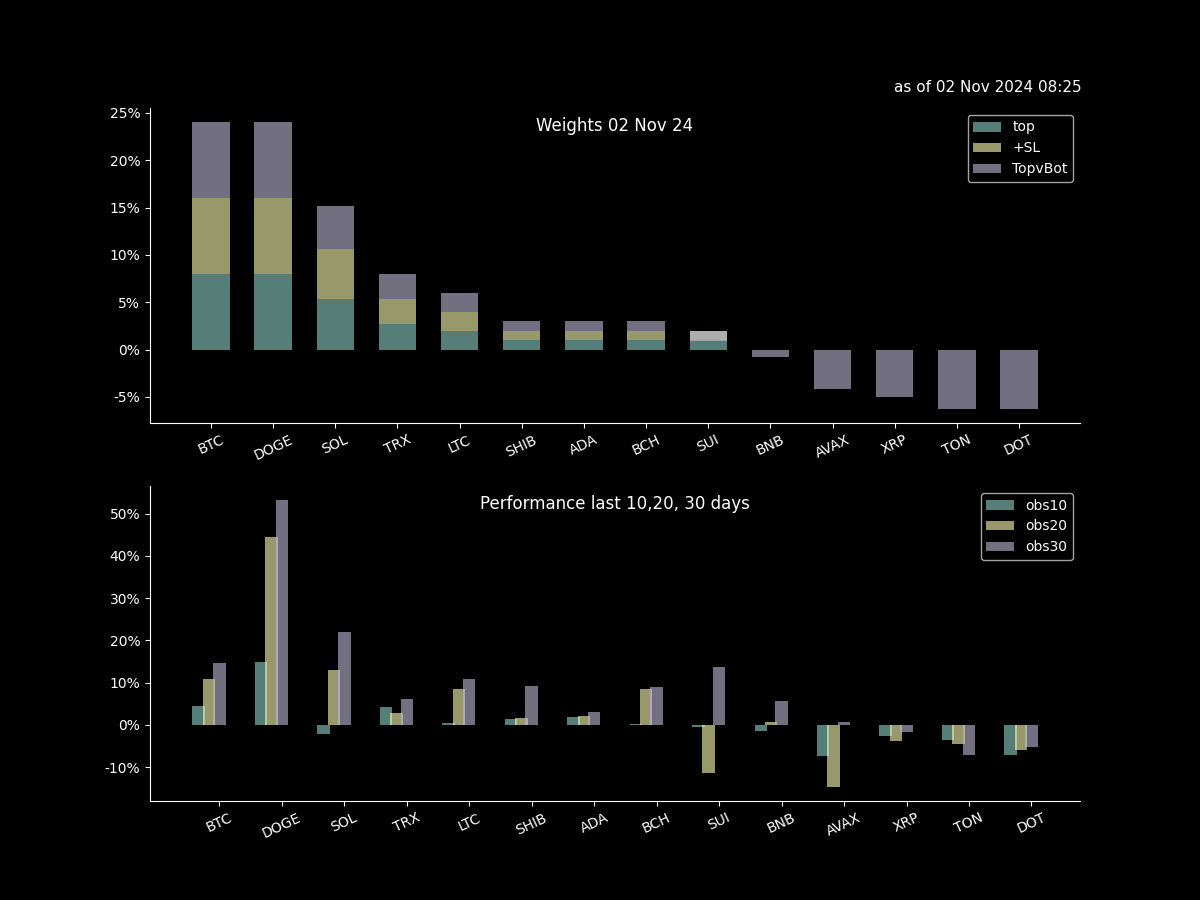 as of 02 Nov 2024 08:25
Weights 02 Nov 24
top
+SL
TopvBot
25%
20%
15%
10%
5%
0%
-5%
BTC DOGE SOL TRX LTC SHIB ADA BCH SUI BNB AVAX XRP TON DOT
Performance last 10,20, 30 days
obs10
obs20
obs30
50%
40%
30%
20%
10%
0%
-10%
BTC DOGE SOL TRX LTC SHIB ADA BCH SUI BNB AVAX XRP TON DOT